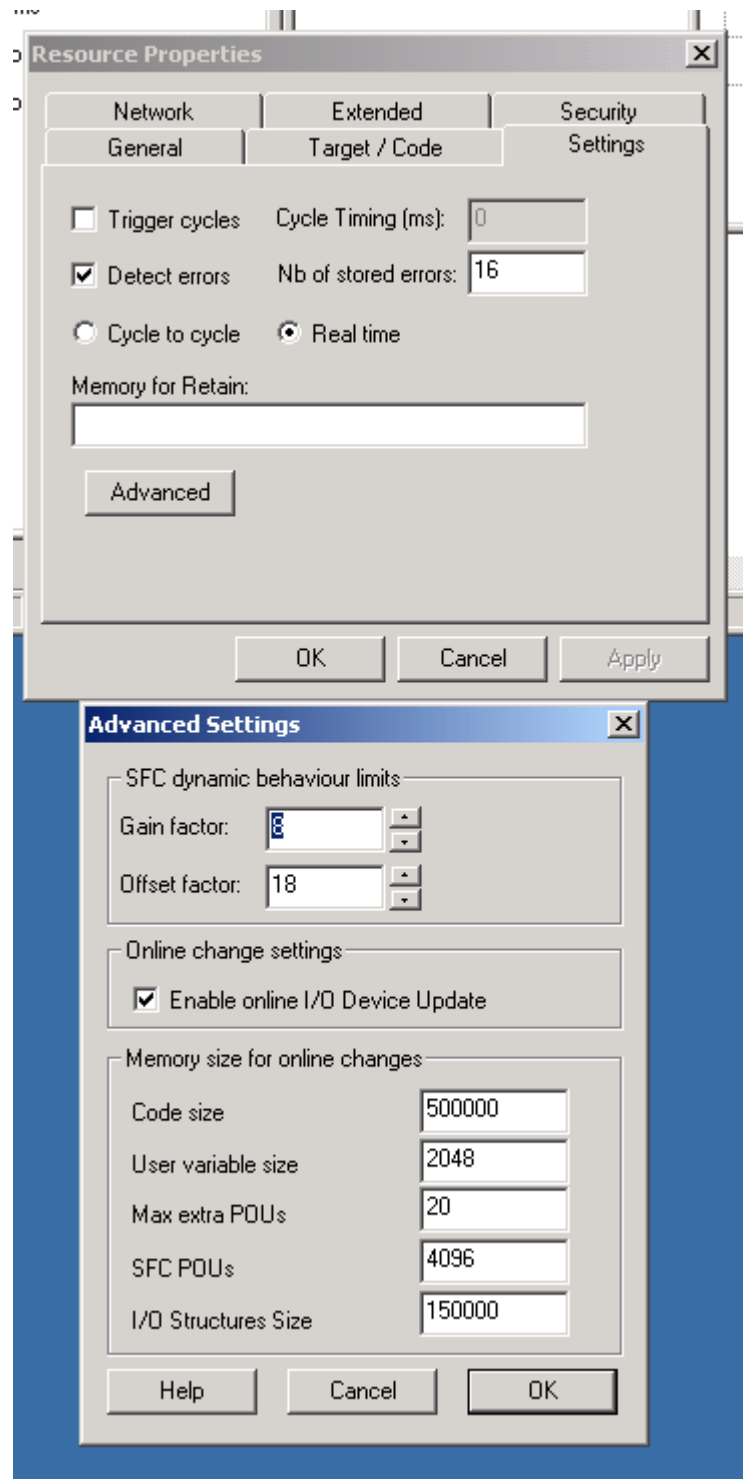 Resource Properties
Network Extended Security
General Target / Code Settings
Trigger cycles Cycle Timing (ms): 0
Detect errors Nb of stored errors: 16
Cycle to cycle Real time
Memory for Retain:
Advanced
OK Cancel Apply
Advanced Settings
SFC dynamic behaviour limits
Gain factor: 8
Offset factor: 18
Online change settings
Enable online I/O Device Update
Memory size for online changes
Code size 500000
User variable size 2048
Max extra POUs 20
SFC POUs 4096
I/O Structures Size 150000
Help Cancel OK